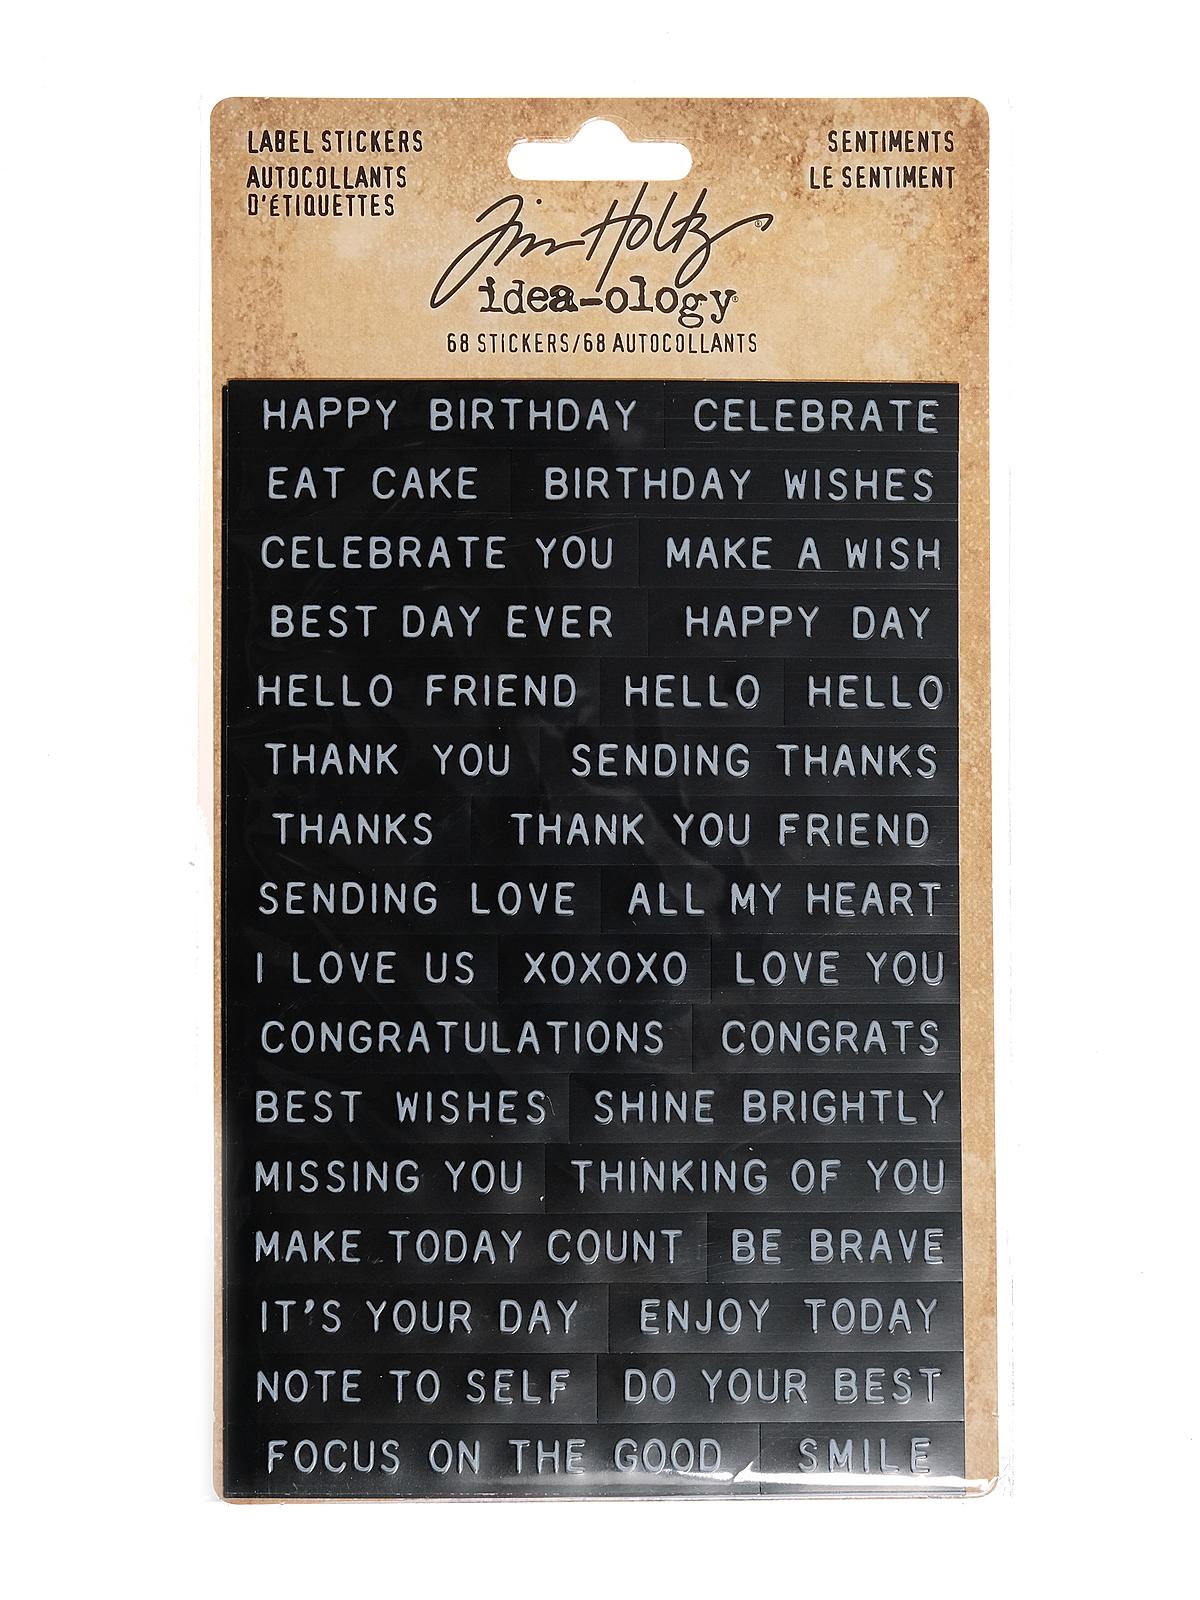 LABEL STICKERS
AUTOCOLLANTS
D'ÉTIQUETTES
SENTIMENTS
LE SENTIMENT
Tim Holtz®
idea-ology®
68 STICKERS/68 AUTOCOLLANTS
HAPPY BIRTHDAY CELEBRATE
EAT CAKE BIRTHDAY WISHES
CELEBRATE YOU MAKE A WISH
BEST DAY EVER HAPPY DAY
HELLO FRIEND HELLO HELLO
THANK YOU SENDING THANKS
THANKS THANK YOU FRIEND
SENDING LOVE ALL MY HEART
I LOVE US XOXOXO LOVE YOU
CONGRATULATIONS CONGRATS
BEST WISHES SHINE BRIGHTLY
MISSING YOU THINKING OF YOU
MAKE TODAY COUNT BE BRAVE
IT'S YOUR DAY ENJOY TODAY
NOTE TO SELF DO YOUR BEST
FOCUS ON THE GOOD SMILE